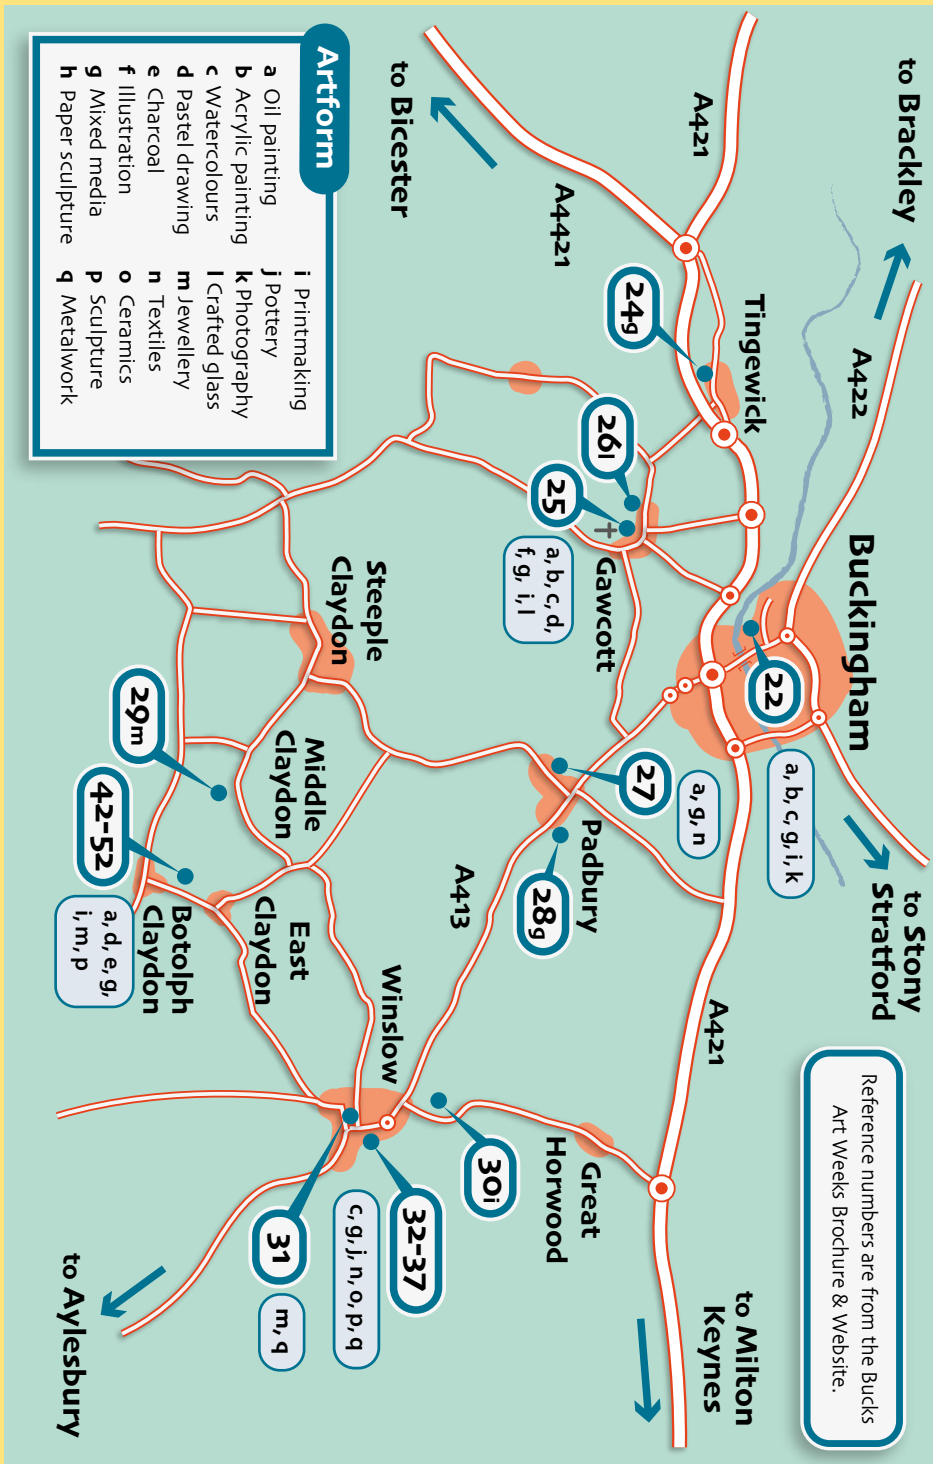 to Brackley
A422
Buckingham
to Stony
Stratford
Reference numbers are from the Bucks
Art Weeks Brochure & Website.
A421
Tingewick
22
a, b, c, g, i, k
A421
to Milton
Keynes
A4421
24g
26l
25
Gawcott
a, b, c, d,
f, g, i, l
27
a, g, n
Padbury
28g
A413
Great
Horwood
30i
to Bicester
Steeple
Claydon
Middle
Claydon
East
Claydon
Winslow
32-37
c, g, j, n, o, p, q
31
m, q
29m
42-52
Botolph
Claydon
a, d, e, g,
i, m, p
to Aylesbury
Artform
a Oil painting
b Acrylic painting
c Watercolours
d Pastel drawing
e Charcoal
f Illustration
g Mixed media
h Paper sculpture
i Printmaking
j Pottery
k Photography
l Crafted glass
m Jewellery
n Textiles
o Ceramics
p Sculpture
q Metalwork